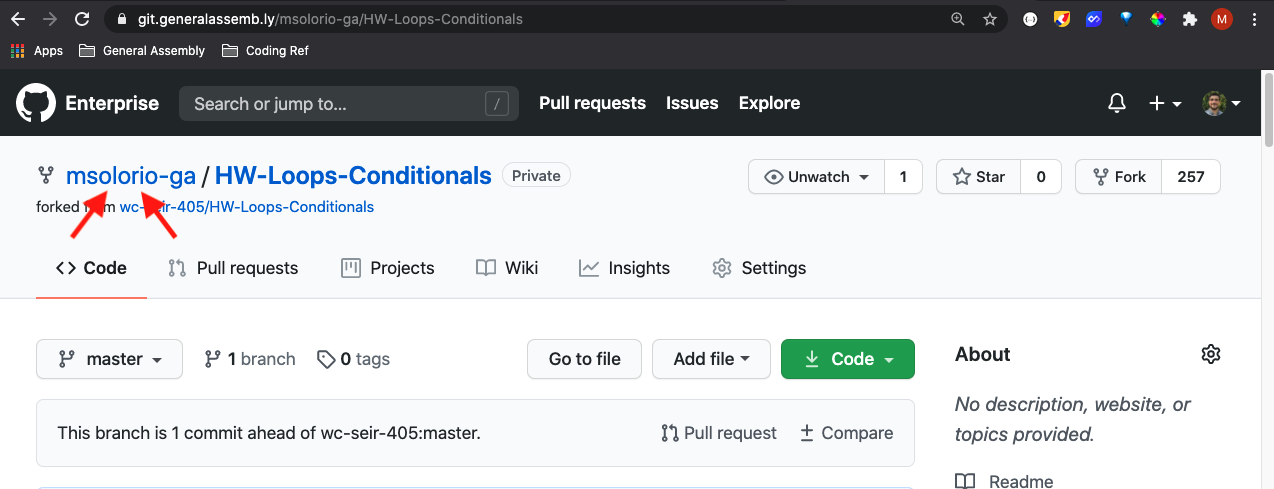 git.generalassemb.ly/msolorio-ga/HW-Loops-Conditionals
M
Apps General Assembly Coding Ref
Enterprise Search or jump to... / Pull requests Issues Explore
msolorio-ga / HW-Loops-Conditionals Private Unwatch 1 Star 0 Fork 257
forked from wc-seir-405/HW-Loops-Conditionals
Code Pull requests Projects Wiki Insights Settings
master 1 branch 0 tags Go to file Add file Code About
No description, website, or
topics provided.
This branch is 1 commit ahead of wc-seir-405:master. Pull request Compare
Readme